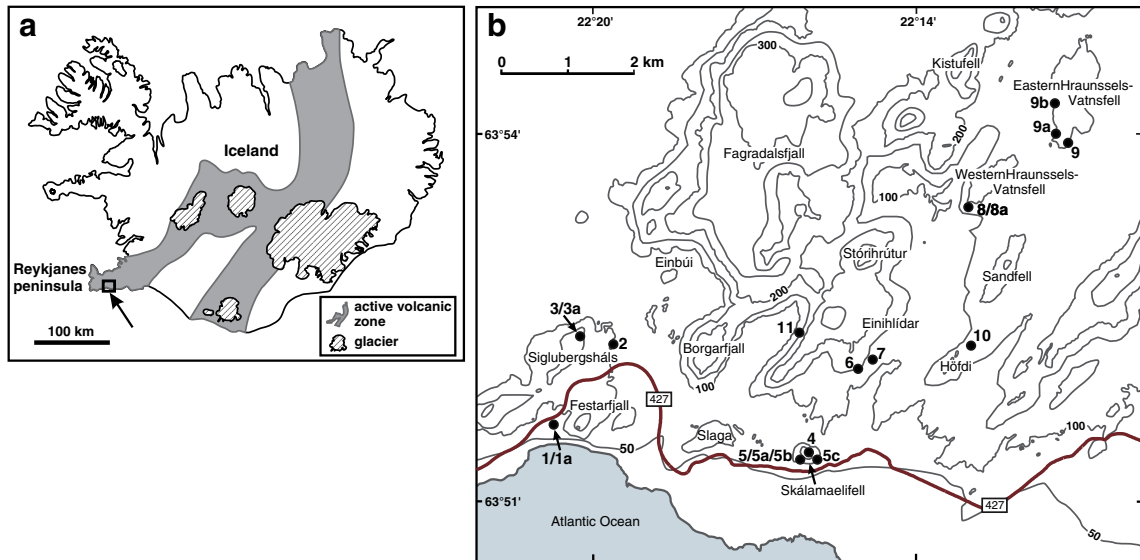 a
Iceland
Reykjanes
peninsula
100 km
active volcanic
zone
glacier
b
22°20'
22°14'
0
1
2 km
300
Kistufell
EasternHraunssels-
Vatnsfell
9b
9a
9
63°54'
200
Fagradalsfjall
WesternHraunssels-
Vatnsfell
100
8/8a
Stórihrútur
Einbúi
Sandfell
200
3/3a
2
11
Einihlídar
10
Siglubergsháls
Borgarfjall
6
7
Höfdi
100
427
Festarfjall
Slaga
4
100
50
1/1a
5/5a/5b
5c
Skálamaelifell
63°51'
427
Atlantic Ocean
50